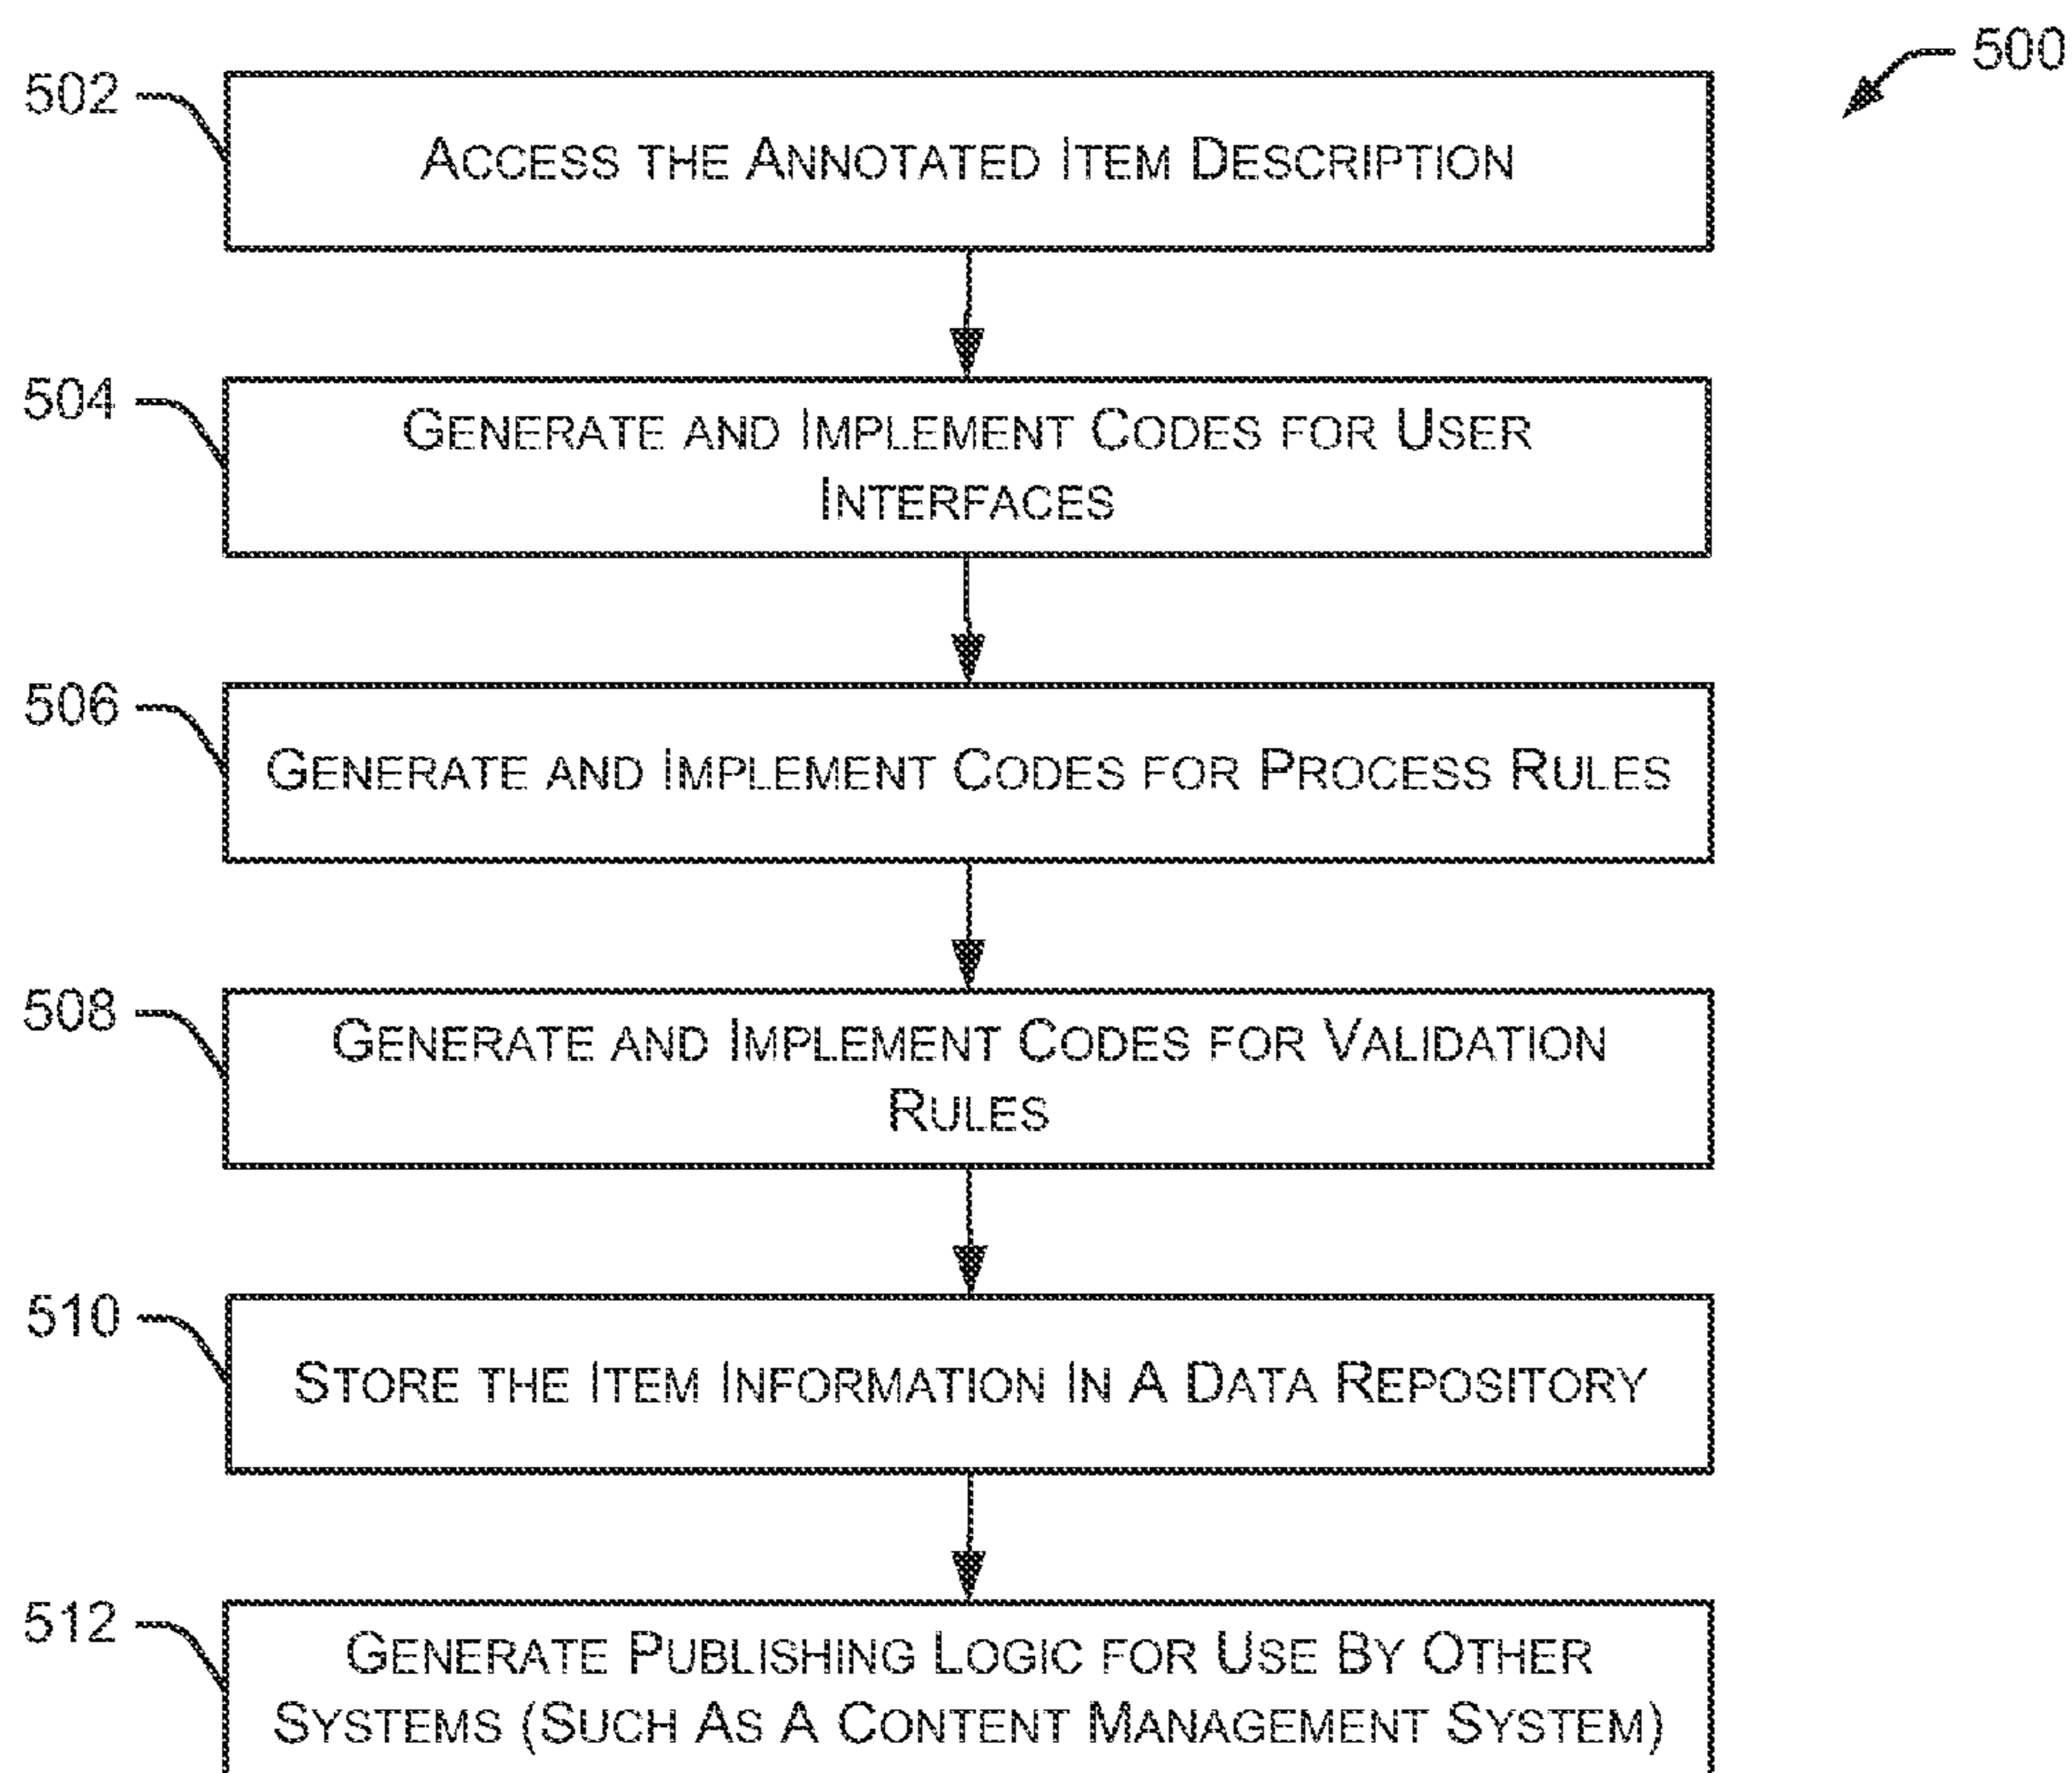 500
502
ACCESS THE ANNOTATED ITEM DESCRIPTION
504
GENERATE AND IMPLEMENT CODES FOR USER
INTERFACES
506
GENERATE AND IMPLEMENT CODES FOR PROCESS RULES
508
GENERATE AND IMPLEMENT CODES FOR VALIDATION
RULES
510
STORE THE ITEM INFORMATION IN A DATA REPOSITORY
512
GENERATE PUBLISHING LOGIC FOR USE BY OTHER
SYSTEMS (SUCH AS A CONTENT MANAGEMENT SYSTEM)